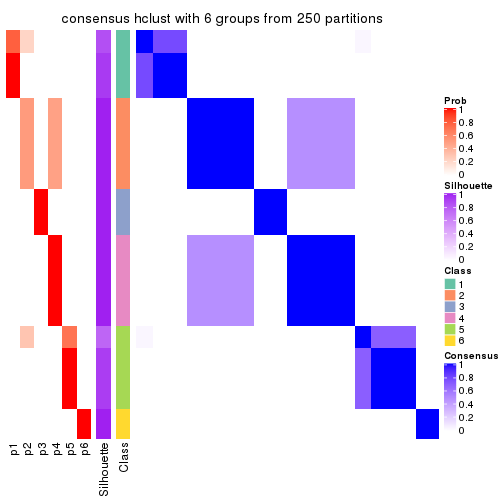 consensus hclust with 6 groups from 250 partitions
Prob
1
0.8
0.6
0.4
0.2
0
Silhouette
1
0.8
0.6
0.4
0.2
0
Class
1
2
3
4
5
6
Consensus
1
0.8
0.6
0.4
0.2
0
p1
p2
p3
p4
p5
p6
Silhouette
Class